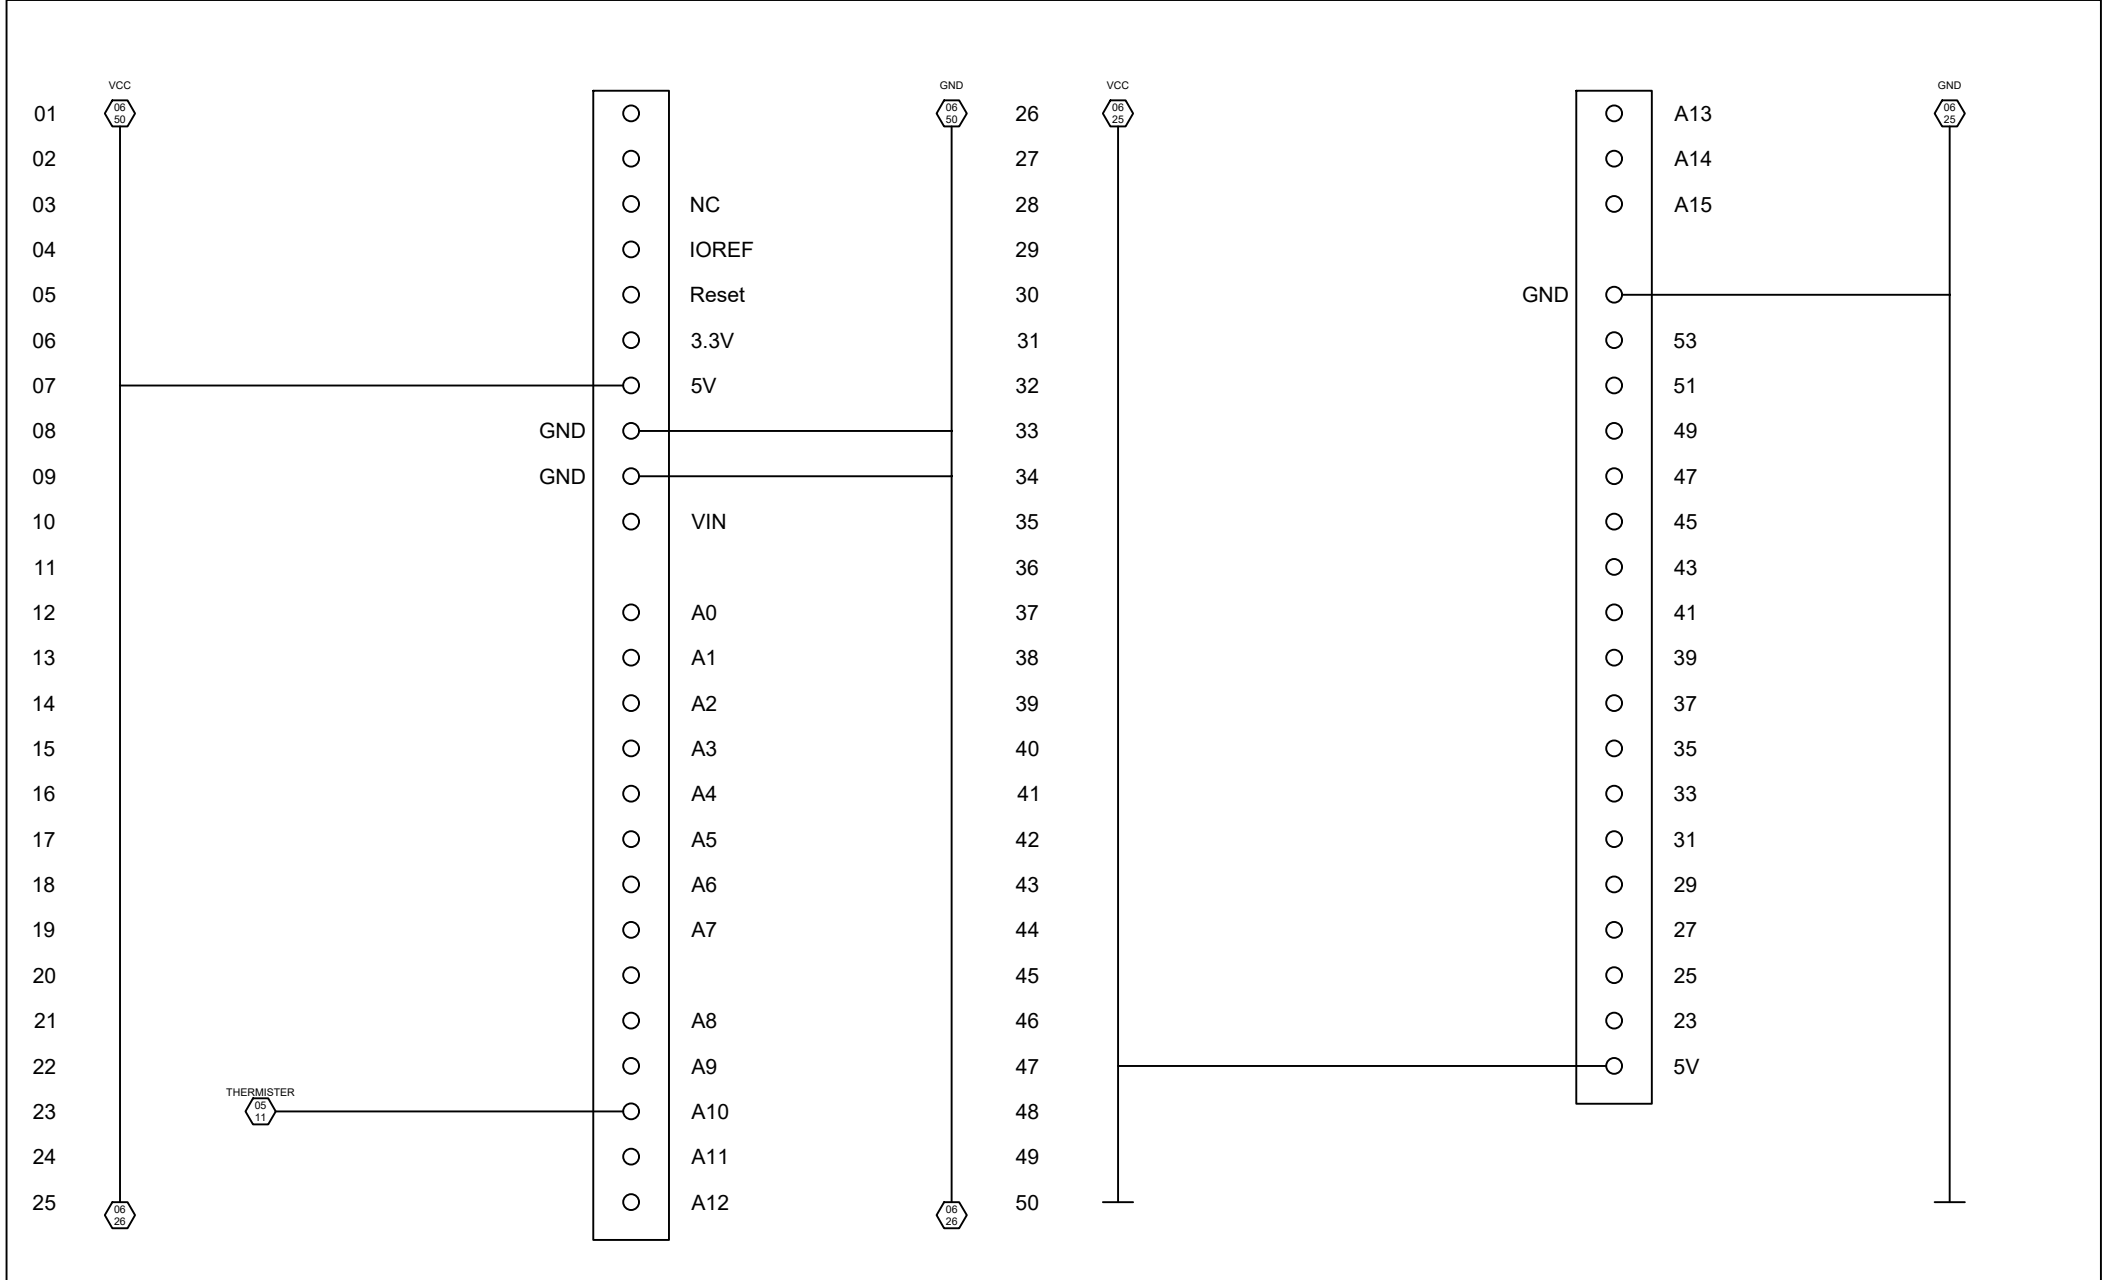 VCC GND VCC GND
01 06 50 06 50 26 06 25 A13 06 25
02 27 A14
03 NC 28 A15
04 IOREF 29
05 Reset 30 GND
06 3.3V 31 53
07 5V 32 51
08 GND 33 49
09 GND 34 47
10 VIN 35 45
11 36 43
12 A0 37 41
13 A1 38 39
14 A2 39 37
15 A3 40 35
16 A4 41 33
17 A5 42 31
18 A6 43 29
19 A7 44 27
20 45 25
21 A8 46 23
22 A9 47 5V
THERMISTER
23 05 11 A10 48
24 A11 49
25 06 26 A12 06 26 50